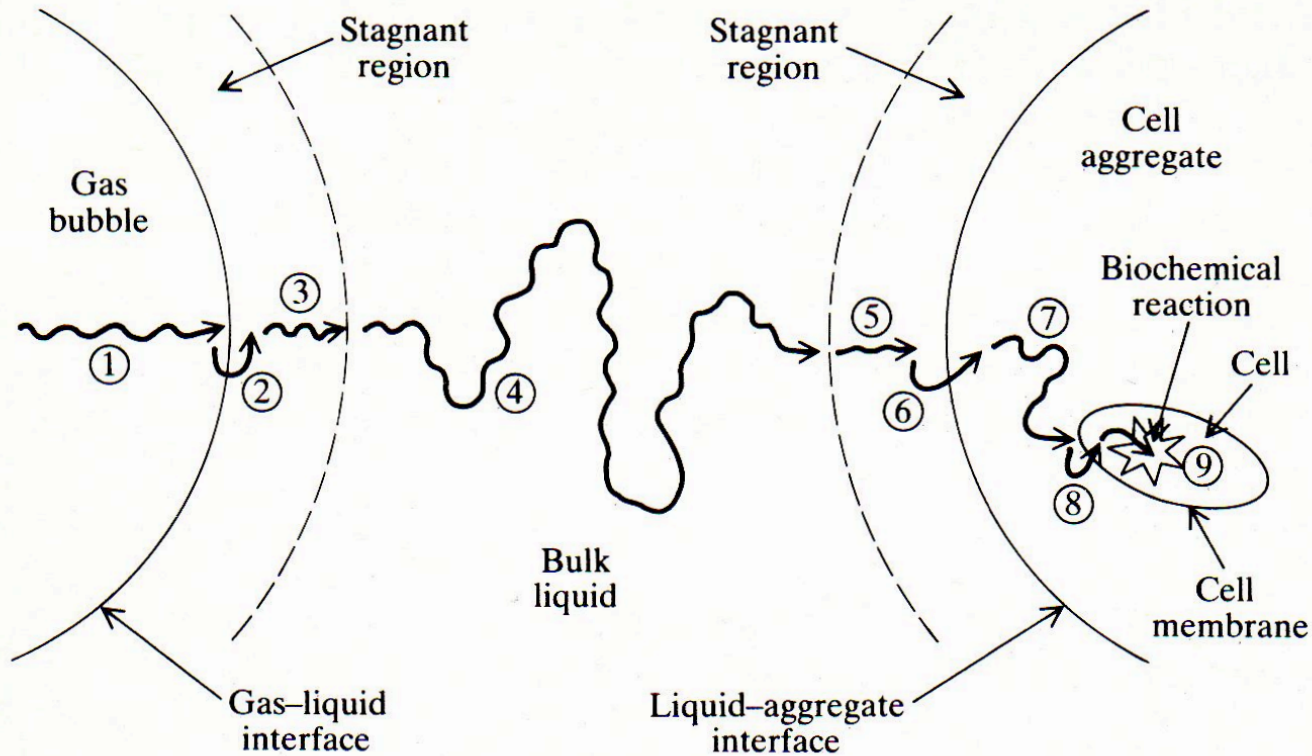 Stagnant
region
Stagnant
region
Cell
aggregate
Gas
bubble
Biochemical
reaction
Cell
①
②
③
④
⑤
⑥
⑦
⑧
⑨
Bulk
liquid
Cell
membrane
Gas–liquid
interface
Liquid–aggregate
interface